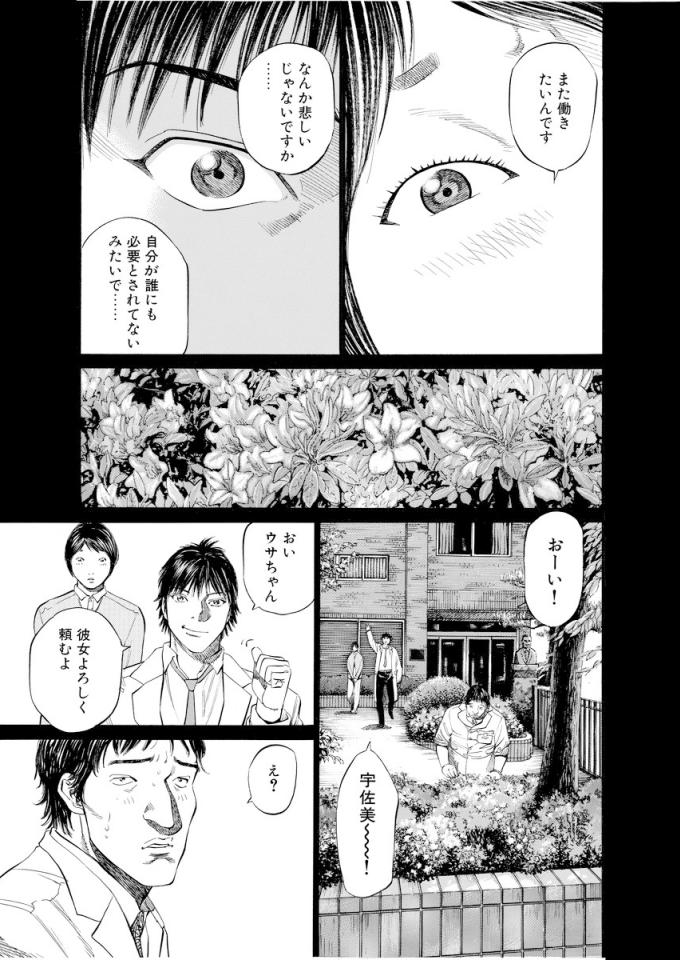 また働き
たいんです
なんか悲しい
じゃないですか
……
自分が誰にも
必要とされてない
みたいで……
おーい！
宇佐美〜〜〜！
おい
ウサちゃん
彼女よろしく
頼むよ
え？